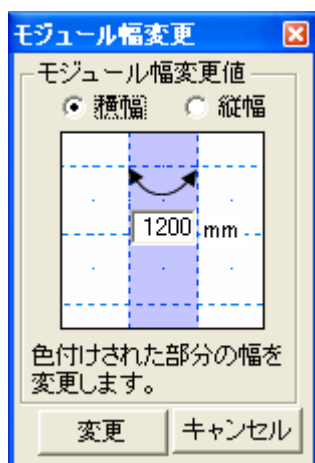 モジュール幅変更
モジュール幅変更値
横幅 縦幅
1200 mm
色付けされた部分の幅を
変更します。
変更 キャンセル